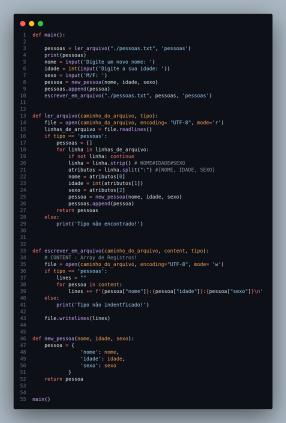 1 def main():
2
3 pessoas = ler_arquivo("./pessoas.txt", 'pessoas')
4 print(pessoas)
5 nome = input('Digite um novo nome: ')
6 idade = int(input('Digite a sua idade: '))
7 sexo = input('M/F: ')
8 pessoa = new_pessoa(nome, idade, sexo)
9 pessoas.append(pessoa)
10 escrever_em_arquivo("./pessoas.txt", pessoas, 'pessoas')
11
12
13 def ler_arquivo(caminho_do_arquivo, tipo):
14 file = open(caminho_do_arquivo, encoding= "UTF-8", mode='r')
15 linhas_de_arquivo = file.readlines()
16 if tipo == 'pessoas':
17 pessoas = []
18 for linha in linhas_de_arquivo:
19 if not linha: continue
20 linha = linha.strip() # NOME#IDADE#SEXO
21 atributos = linha.split(":") #[NOME, IDADE, SEXO]
22 nome = atributos[0]
23 idade = int(atributos[1])
24 sexo = atributos[2]
25 pessoa = new_pessoa(nome, idade, sexo)
26 pessoas.append(pessoa)
27 return pessoas
28 else:
29 print('Tipo não encontrado!')
30
31
32
33 def escrever_em_arquivo(caminho_do_arquivo, content, tipo):
34 # CONTENT : Array de Registros!
35 file = open(caminho_do_arquivo, encoding="UTF-8", mode= 'w')
36 if tipo == 'pessoas':
37 lines = ""
38 for pessoa in content:
39 lines += f'{pessoa["nome"]}:{pessoa["idade"]}:{pessoa["sexo"]}\n'
40 else:
41 print('Tipo não indentficado!')
42
43 file.writelines(lines)
44
45
46 def new_pessoa(nome, idade, sexo):
47 pessoa = {
48 'nome': nome,
49 'idade': idade,
50 'sexo': sexo
51 }
52 return pessoa
53
54
55 main()